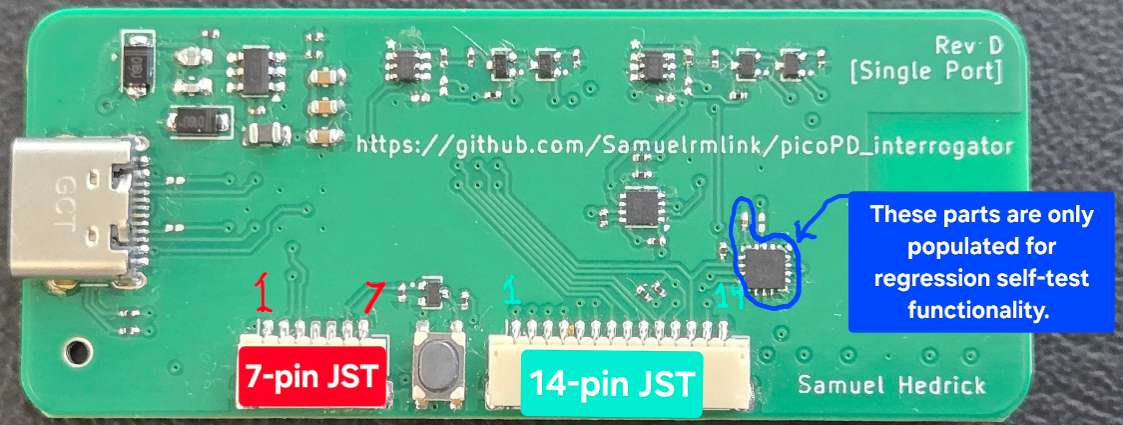 Rev D
[Single Port]
https://github.com/Samuelrmlink/picoPD_interrogator
GCT
These parts are only
populated for
regression self-test
functionality.
1
7
1
14
7-pin JST
14-pin JST
Samuel Hedrick